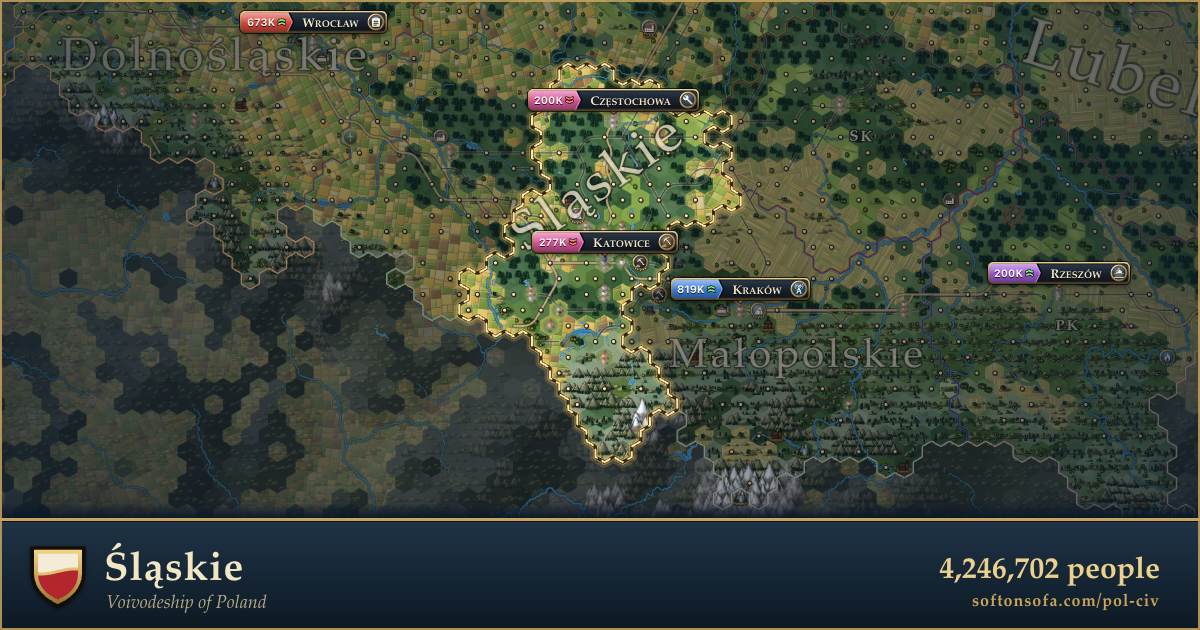 673K Wrocław
Dolnośląskie
Lubel
200K Częstochowa
SK
Śląskie
277K Katowice
200K Rzeszów
819K Kraków
PK
Małopolskie
Śląskie
4,246,702 people
Voivodeship of Poland
softonsofa.com/pol-civ